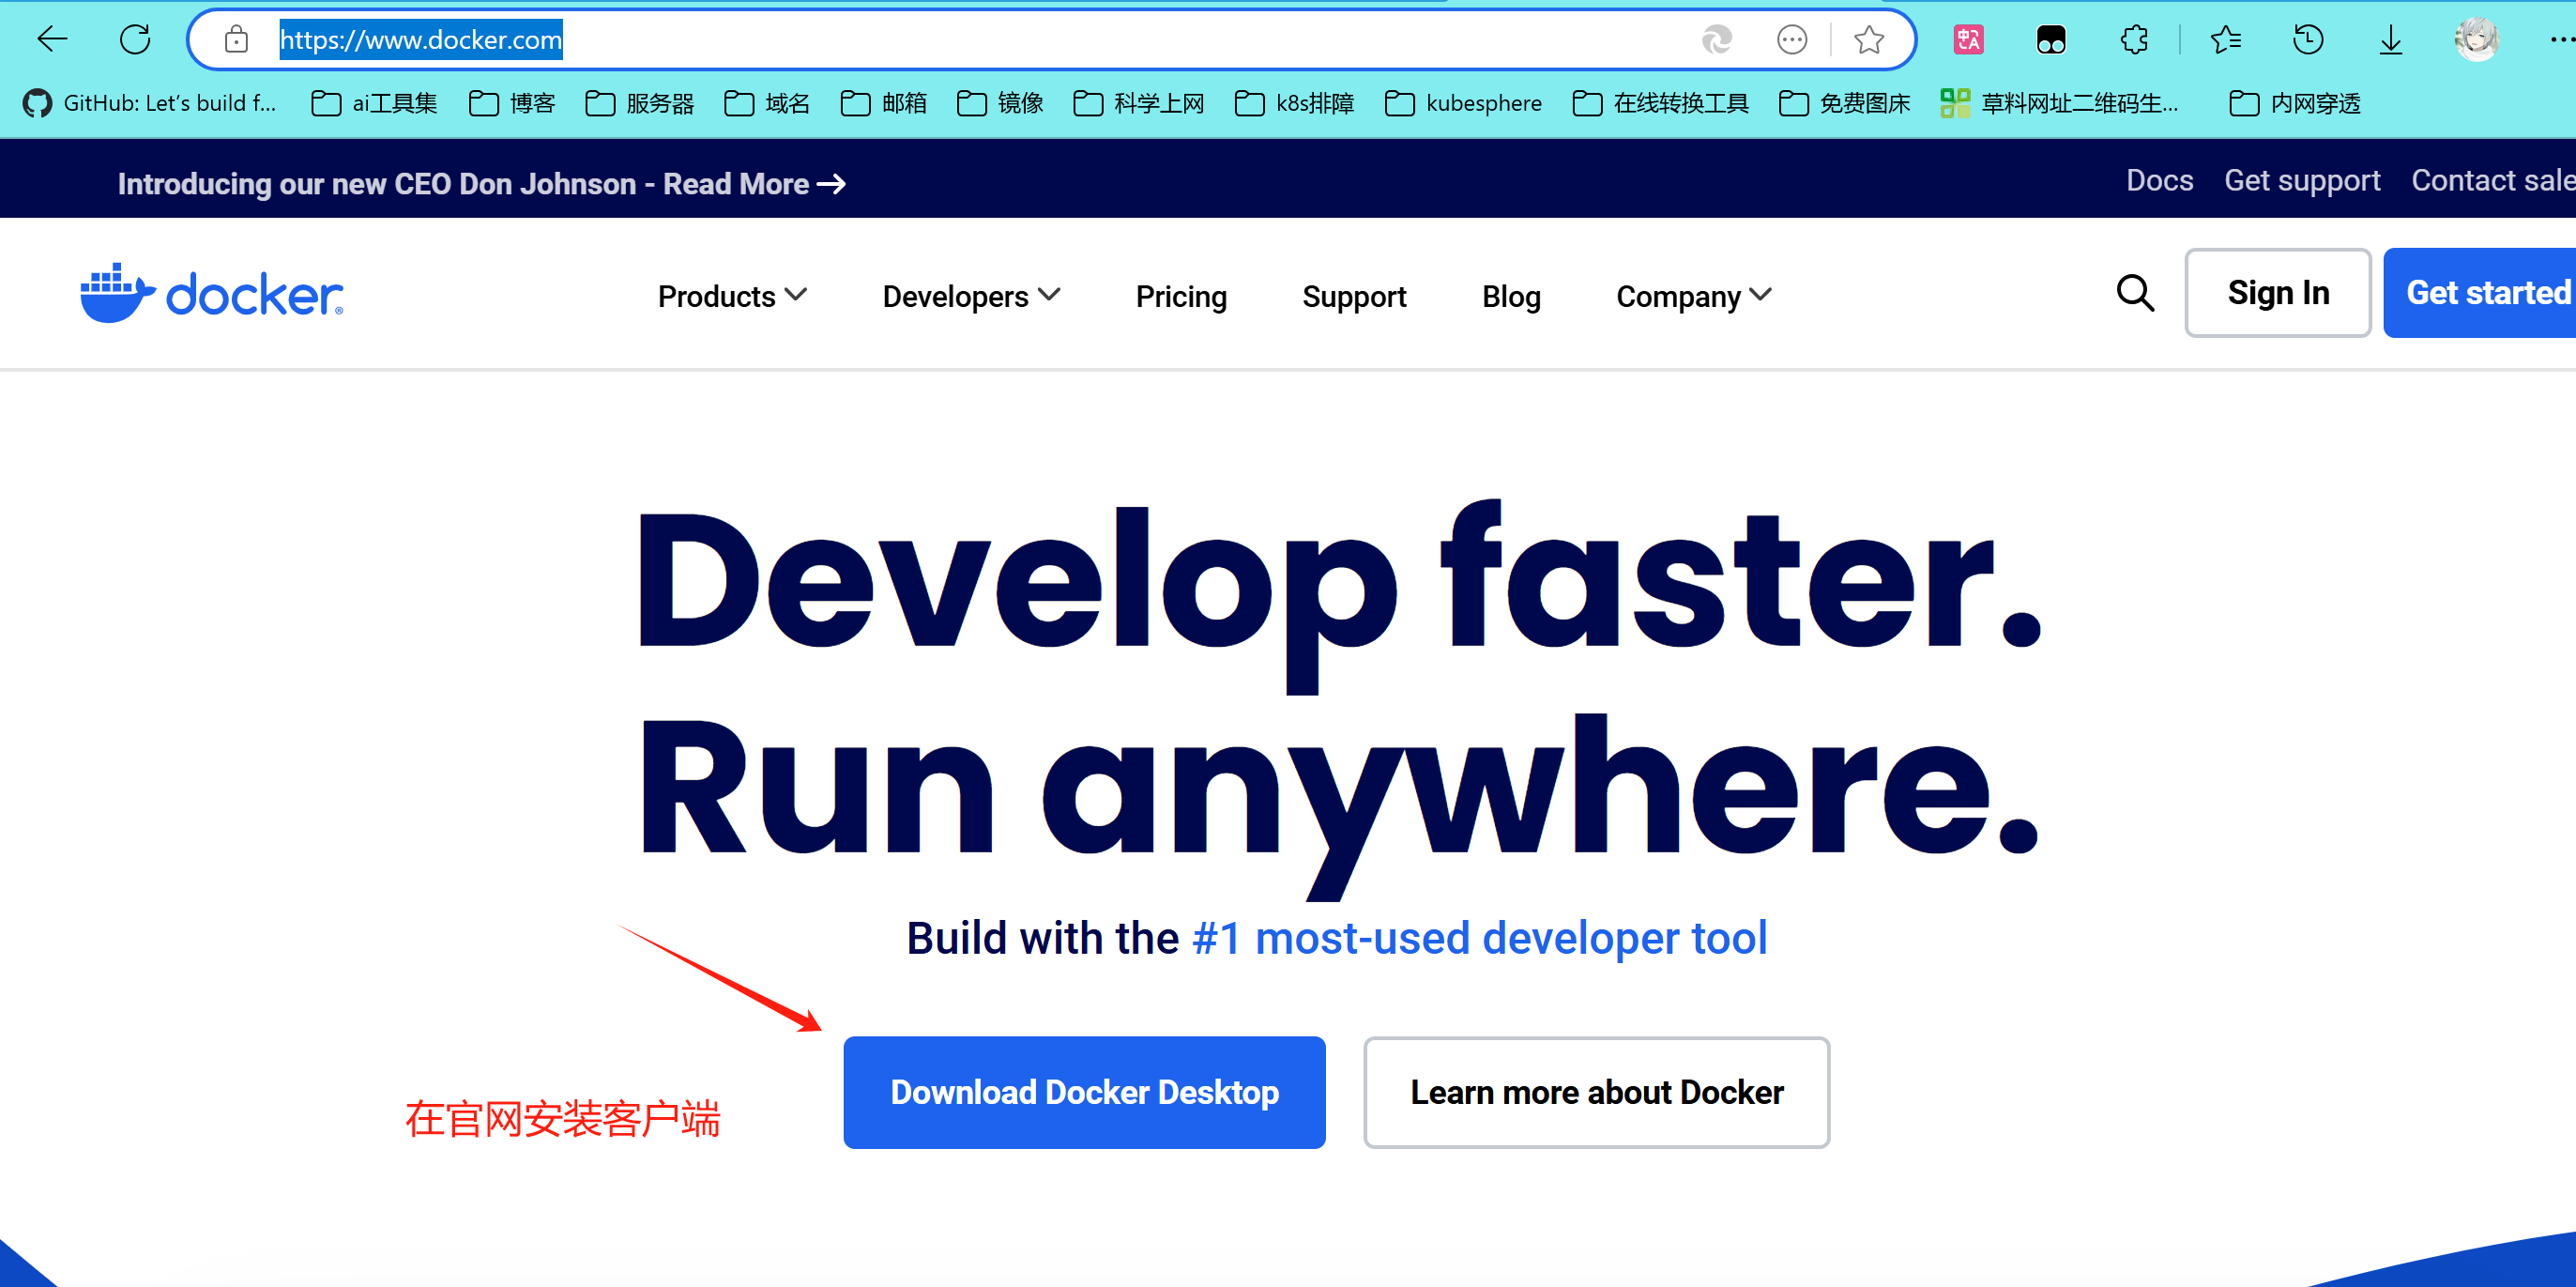 https://www.docker.com
GitHub: Let's build f...
ai工具集
博客
服务器
域名
邮箱
镜像
科学上网
k8s排障
kubesphere
在线转换工具
免费图床
草料网址二维码生...
内网穿透
Introducing our new CEO Don Johnson - Read More
Docs
Get support
Contact sale
docker
Products
Developers
Pricing
Support
Blog
Company
Sign In
Get started
Develop faster.
Run anywhere.
Build with the #1 most-used developer tool
Download Docker Desktop
Learn more about Docker
在官网安装客户端